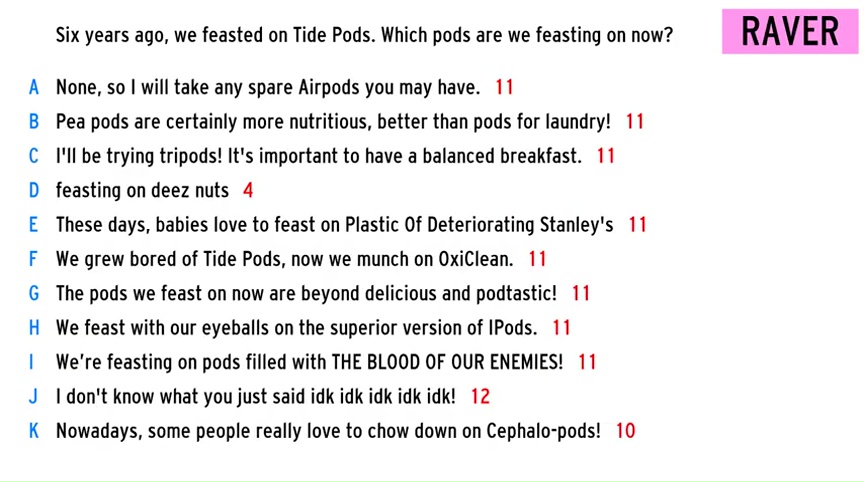 Six years ago, we feasted on Tide Pods. Which pods are we feasting on now?
RAVER
A None, so I will take any spare Airpods you may have. 11
B Pea pods are certainly more nutritious, better than pods for laundry! 11
C I'll be trying tripods! It's important to have a balanced breakfast. 11
D feasting on deez nuts 4
E These days, babies love to feast on Plastic Of Deteriorating Stanley's 11
F We grew bored of Tide Pods, now we munch on OxiClean. 11
G The pods we feast on now are beyond delicious and podtastic! 11
H We feast with our eyeballs on the superior version of IPods. 11
I We're feasting on pods filled with THE BLOOD OF OUR ENEMIES! 11
J I don't know what you just said idk idk idk idk idk! 12
K Nowadays, some people really love to chow down on Cephalo-pods! 10